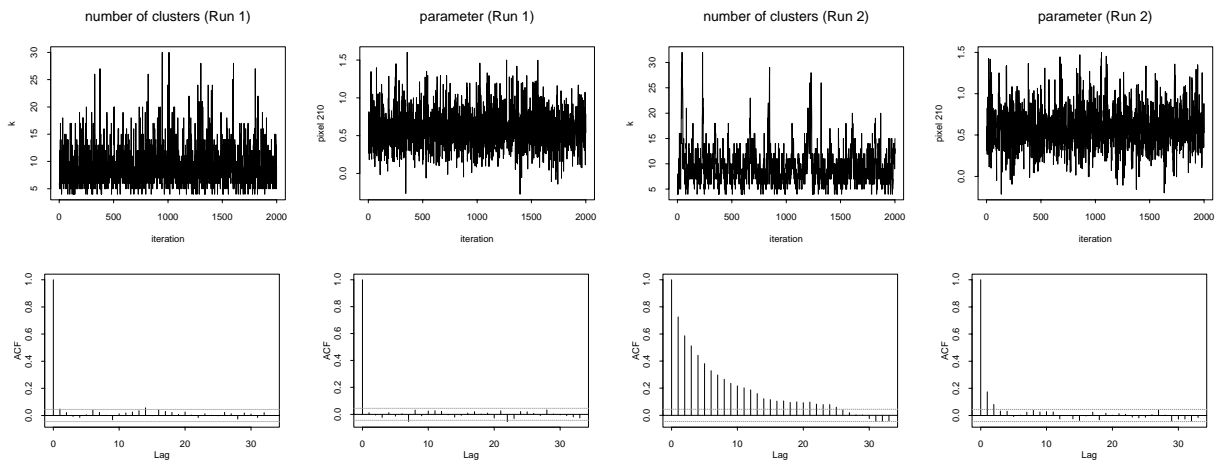 number of clusters (Run 1)
k
5 10 15 20 25 30
0 500 1000 1500 2000
iteration
parameter (Run 1)
pixel 210
0.0 0.5 1.0 1.5
0 500 1000 1500 2000
iteration
number of clusters (Run 2)
k
5 10 15 20 25 30
0 500 1000 1500 2000
iteration
parameter (Run 2)
pixel 210
0.0 0.5 1.0 1.5
0 500 1000 1500 2000
iteration
ACF
0.0 0.2 0.4 0.6 0.8 1.0
0 10 20 30
Lag
ACF
0.0 0.2 0.4 0.6 0.8 1.0
0 10 20 30
Lag
ACF
0.0 0.2 0.4 0.6 0.8 1.0
0 10 20 30
Lag
ACF
0.0 0.2 0.4 0.6 0.8 1.0
0 10 20 30
Lag